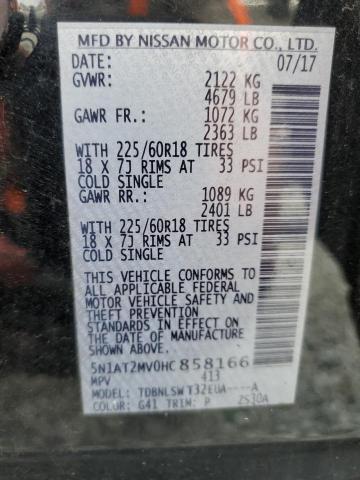 MFD BY NISSAN MOTOR CO., LTD.
DATE: 07/17
GVWR: 2122 KG
4679 LB
GAWR FR.: 1072 KG
2363 LB
WITH 225/60R18 TIRES
18 X 7J RIMS AT 33 PSI
COLD SINGLE
GAWR RR.: 1089 KG
2401 LB
WITH 225/60R18 TIRES
18 X 7J RIMS AT 33 PSI
COLD SINGLE
THIS VEHICLE CONFORMS TO
ALL APPLICABLE FEDERAL
MOTOR VEHICLE SAFETY AND
THEFT PREVENTION
STANDARDS IN EFFECT ON
THE DATE OF MANUFACTURE
SHOWN ABOVE.
5N1AT2MV0HC858166
MPV 413
MODEL: TDBNLSW T32EUA----A
COLOR: G41 TRIM: P 2530A